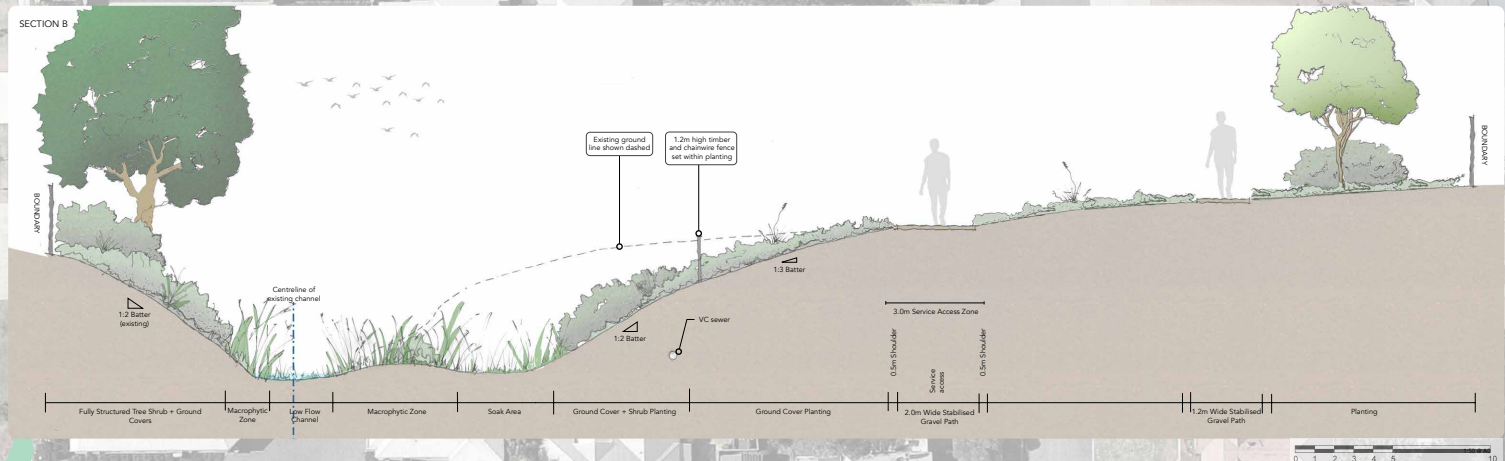 SECTION B
BOUNDARY
Existing ground
line shown dashed
1.2m high timber
and chainwire fence
set within planting
BOUNDARY
Centreline of
existing channel
1:2 Batter
(existing)
1:3 Batter
1:2 Batter
VC sewer
3.0m Service Access Zone
0.5m Shoulder
Service
access
0.5m Shoulder
Fully Structured Tree Shrub + Ground
Covers
Macrophytic
Zone
Low Flow
Channel
Macrophytic Zone
Soak Area
Ground Cover + Shrub Planting
Ground Cover Planting
2.0m Wide Stabilised
Gravel Path
1.2m Wide Stabilised
Gravel Path
Planting
0 1 2 3 4 5 10